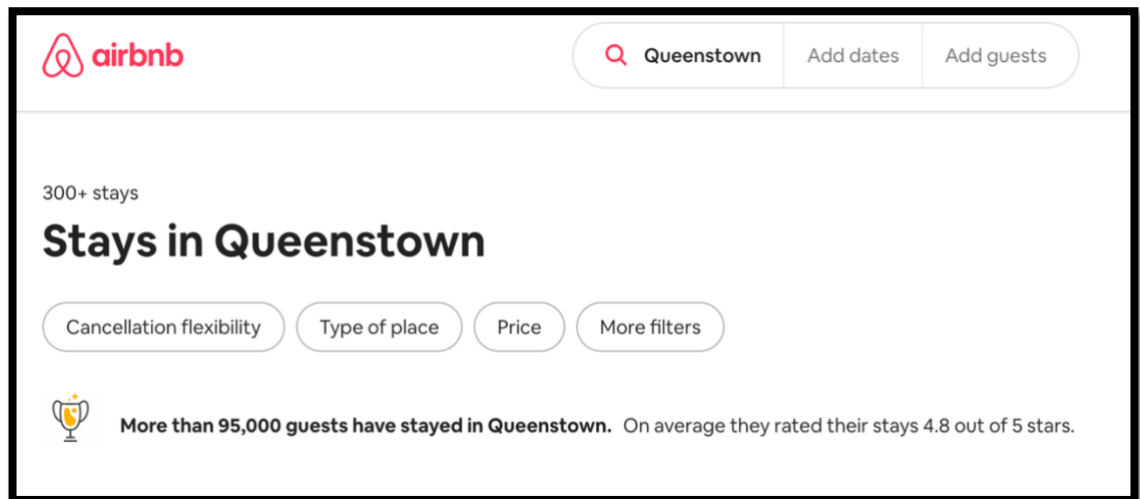 airbnb
Queenstown Add dates Add guests
300+ stays
Stays in Queenstown
Cancellation flexibility Type of place Price More filters
More than 95,000 guests have stayed in Queenstown. On average they rated their stays 4.8 out of 5 stars.